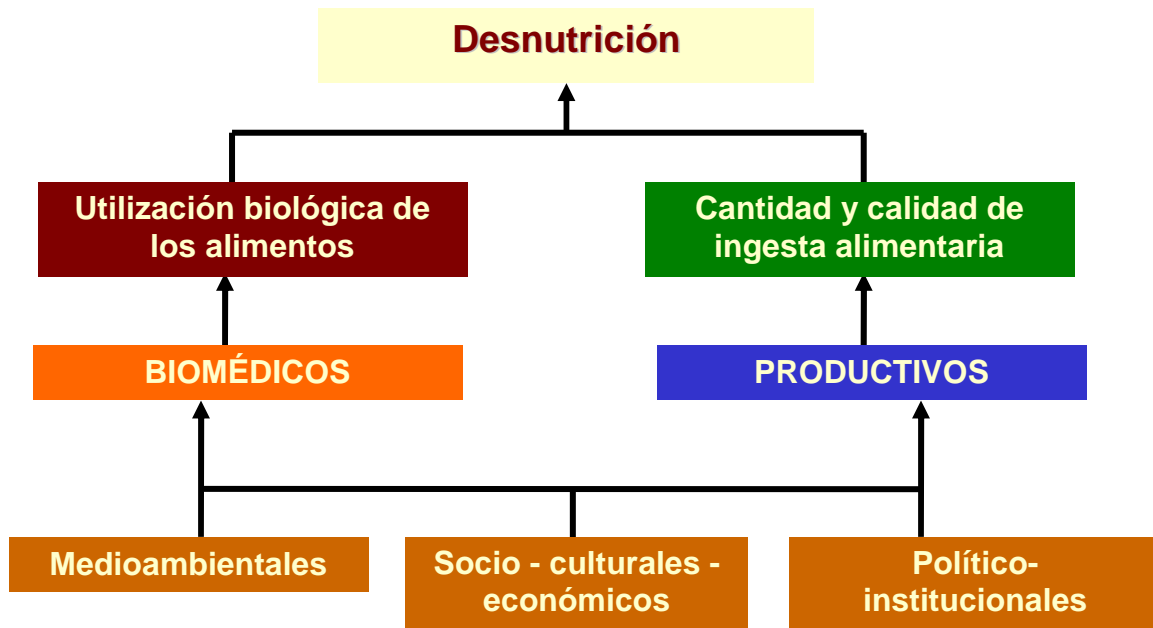 Desnutrición
Utilización biológica de
los alimentos
Cantidad y calidad de
ingesta alimentaria
BIOMÉDICOS
PRODUCTIVOS
Medioambientales
Socio - culturales -
económicos
Político-
institucionales